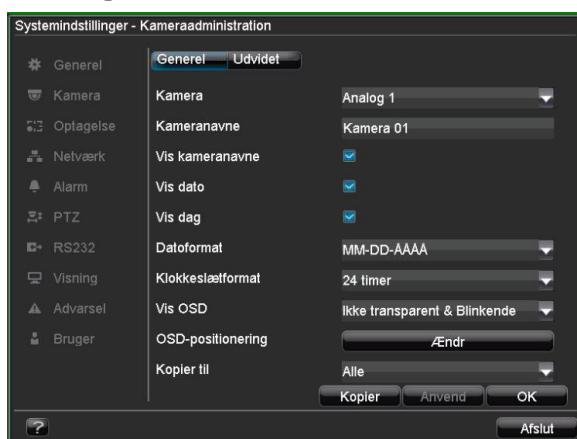 Systemindstillinger - Kameraadministration
Generel
Kamera
Optagelse
Netværk
Alarm
PTZ
RS232
Visning
Advarsel
Bruger
Generel Udvidet
Kamera Analog 1
Kameranavne Kamera 01
Vis kameranavne
Vis dato
Vis dag
Datoformat MM-DD-ÅÅÅÅ
Klokkeslætformat 24 timer
Vis OSD Ikke transparent & Blinkende
OSD-positionering Ændr
Kopier til Alle
Kopier Anvend OK
? Afslut